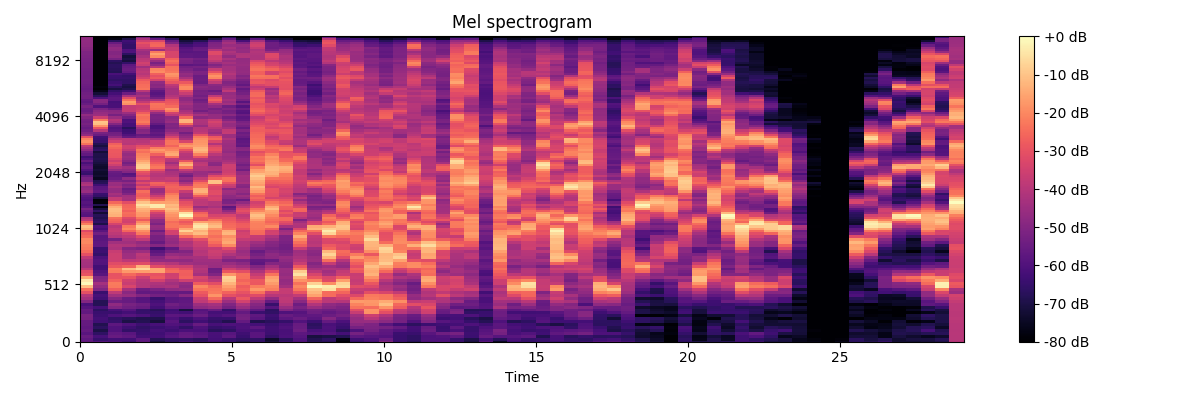 Mel spectrogram
+0 dB
8192
-10 dB
4096
-20 dB
-30 dB
Hz
2048
-40 dB
1024
-50 dB
-60 dB
512
-70 dB
0
-80 dB
0 5 10 15 20 25
Time